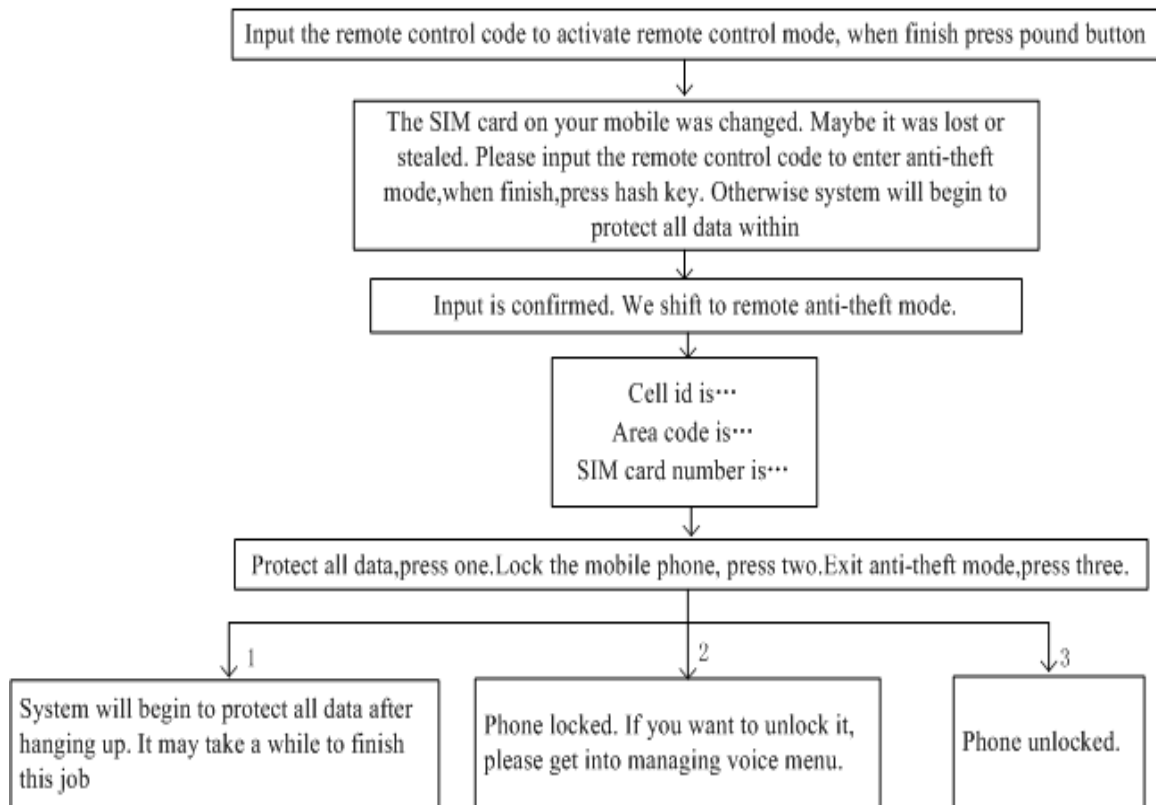 Input the remote control code to activate remote control mode, when finish press pound button
The SIM card on your mobile was changed. Maybe it was lost or
stealed. Please input the remote control code to enter anti-theft
mode,when finish,press hash key. Otherwise system will begin to
protect all data within
Input is confirmed. We shift to remote anti-theft mode.
Cell id is···
Area code is···
SIM card number is···
Protect all data,press one.Lock the mobile phone, press two.Exit anti-theft mode,press three.
1
2
3
System will begin to protect all data after
hanging up. It may take a while to finish
this job
Phone locked. If you want to unlock it,
please get into managing voice menu.
Phone unlocked.